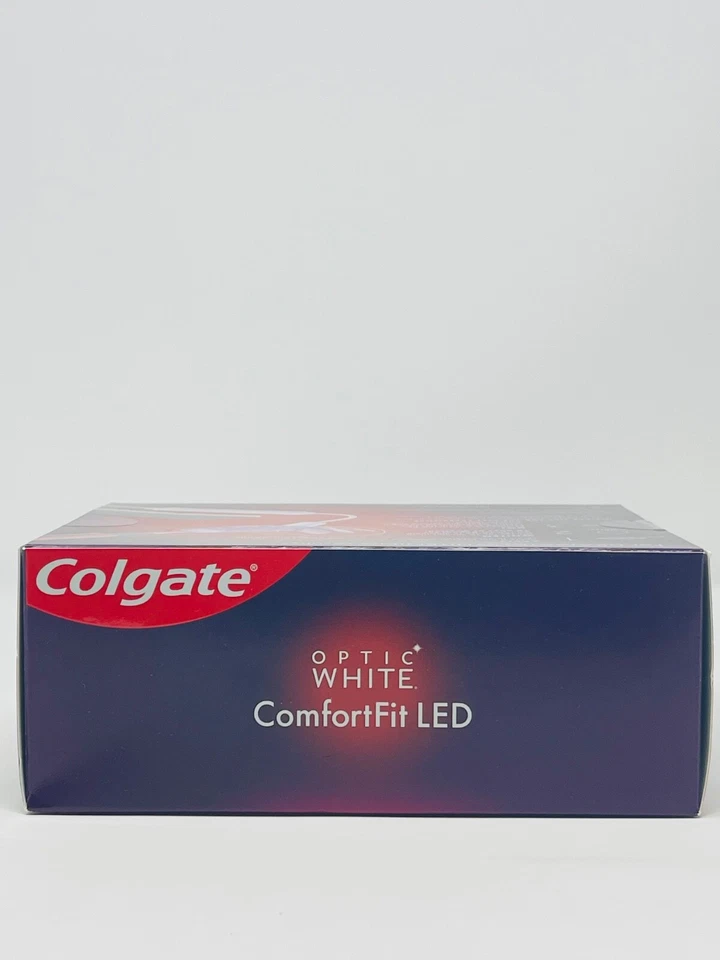 Colgate®
OPTIC
WHITE.
ComfortFit LED